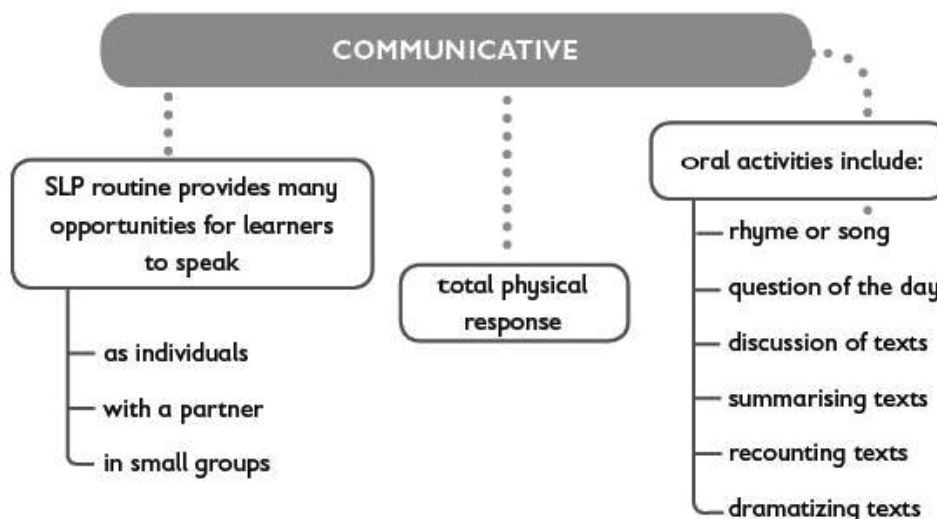 COMMUNICATIVE
SLP routine provides many
opportunities for learners
to speak
as individuals
with a partner
in small groups
total physical
response
oral activities include:
rhyme or song
question of the day
discussion of texts
summarising texts
recounting texts
dramatizing texts